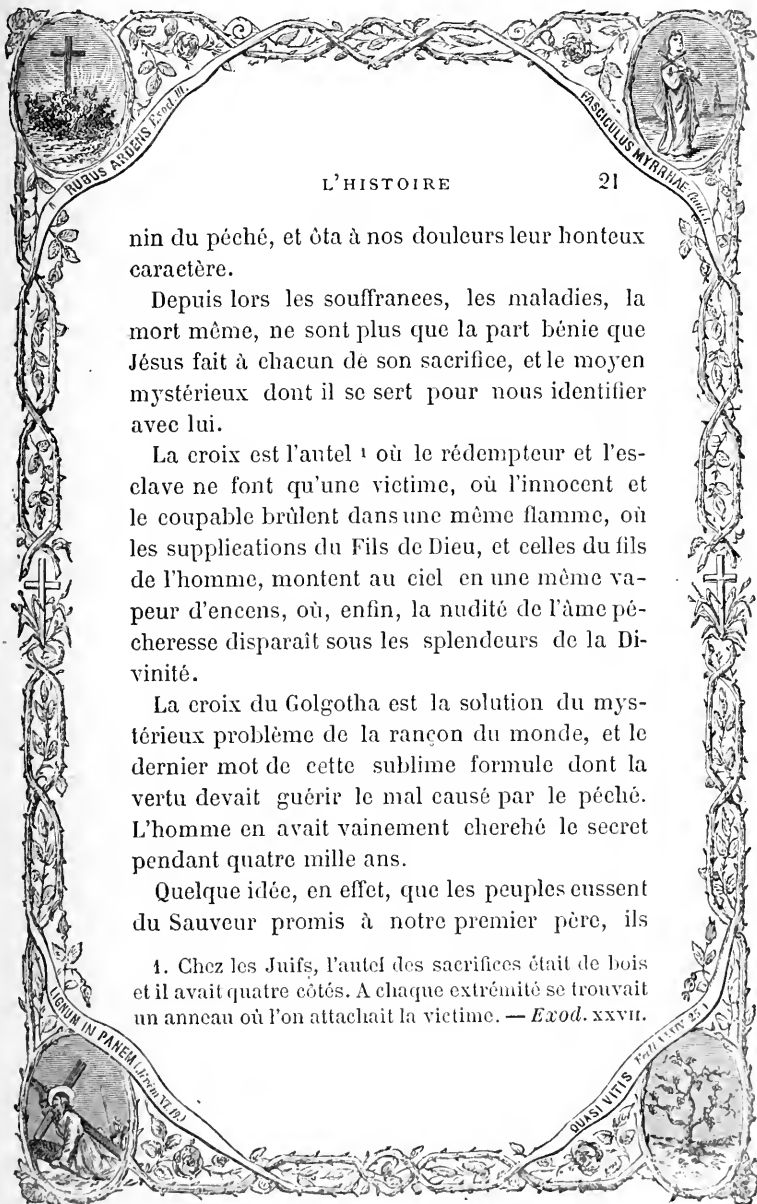 RUBUS ARDENS Exod. III.
FASCICULUS MYRRHAE
L'HISTOIRE 21
nin du péché, et ôta à nos douleurs leur honteux
caractère.
Depuis lors les souffrances, les maladies, la
mort même, ne sont plus que la part bénie que
Jésus fait à chacun de son sacrifice, et le moyen
mystérieux dont il se sert pour nous identifier
avec lui.
La croix est l'autel 1 où le rédempteur et l'es-
clave ne font qu'une victime, où l'innocent et
le coupable brûlent dans une même flamme, où
les supplications du Fils de Dieu, et celles du fils
de l'homme, montent au ciel en une même va-
peur d'encens, où, enfin, la nudité de l'âme pé-
cheresse disparaît sous les splendeurs de la Di-
vinité.
La croix du Golgotha est la solution du mys-
térieux problème de la rançon du monde, et le
dernier mot de cette sublime formule dont la
vertu devait guérir le mal causé par le péché.
L'homme en avait vainement cherché le secret
pendant quatre mille ans.
Quelque idée, en effet, que les peuples eussent
du Sauveur promis à notre premier père, ils
1. Chez les Juifs, l'autel des sacrifices était de bois
et il avait quatre côtés. A chaque extrémité se trouvait
un anneau où l'on attachait la victime. — Exod. XXVII.
LIGNUM IN PANEM
QUASI VITIS